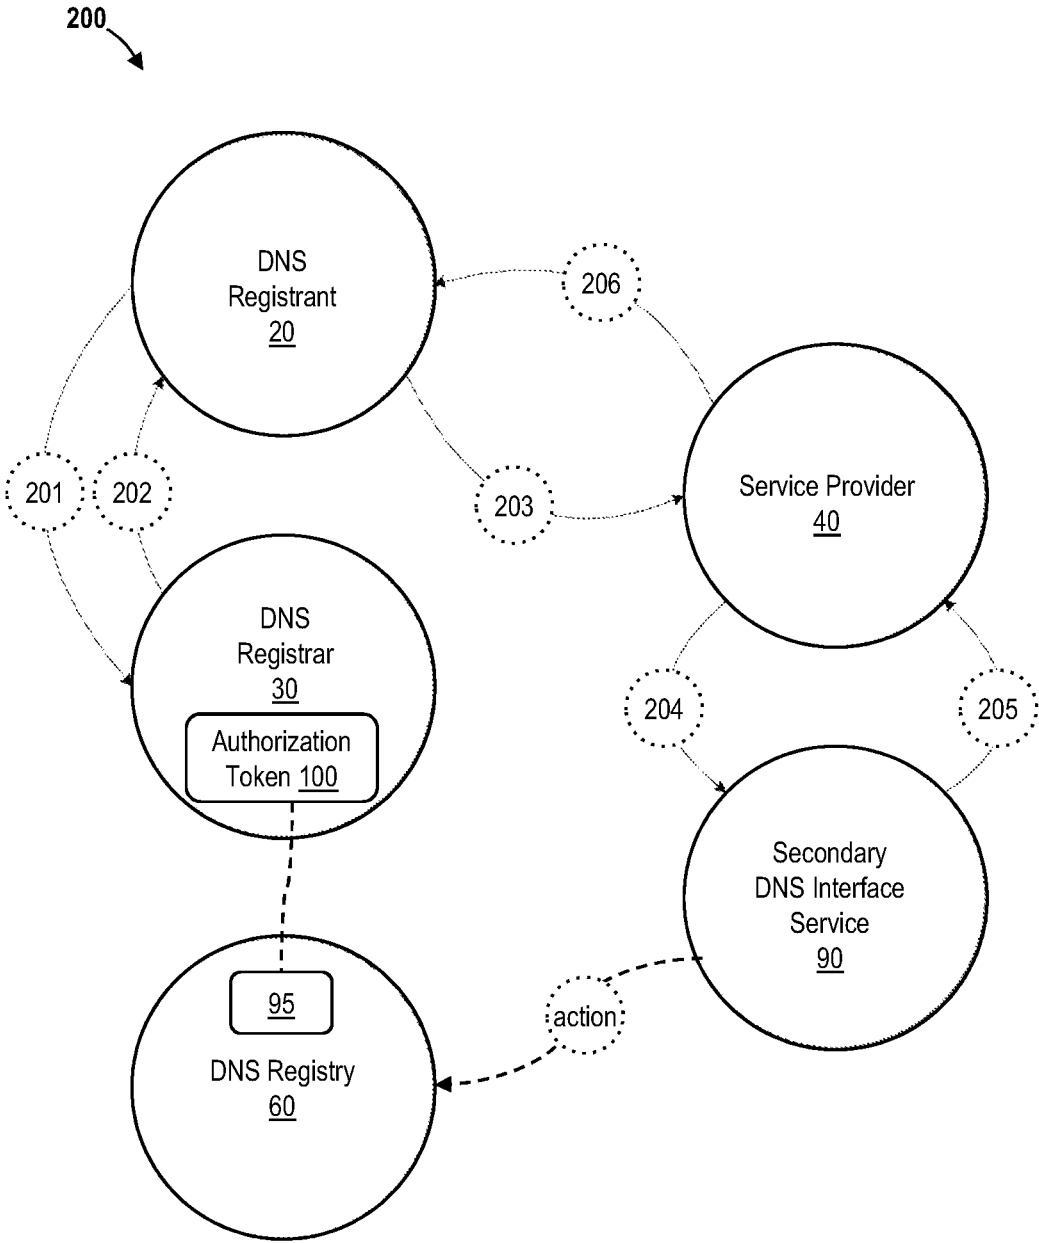 200
DNS
Registrant
20
206
Service Provider
40
201
202
203
DNS
Registrar
30
Authorization
Token 100
204
205
Secondary
DNS Interface
Service
90
95
action
DNS Registry
60